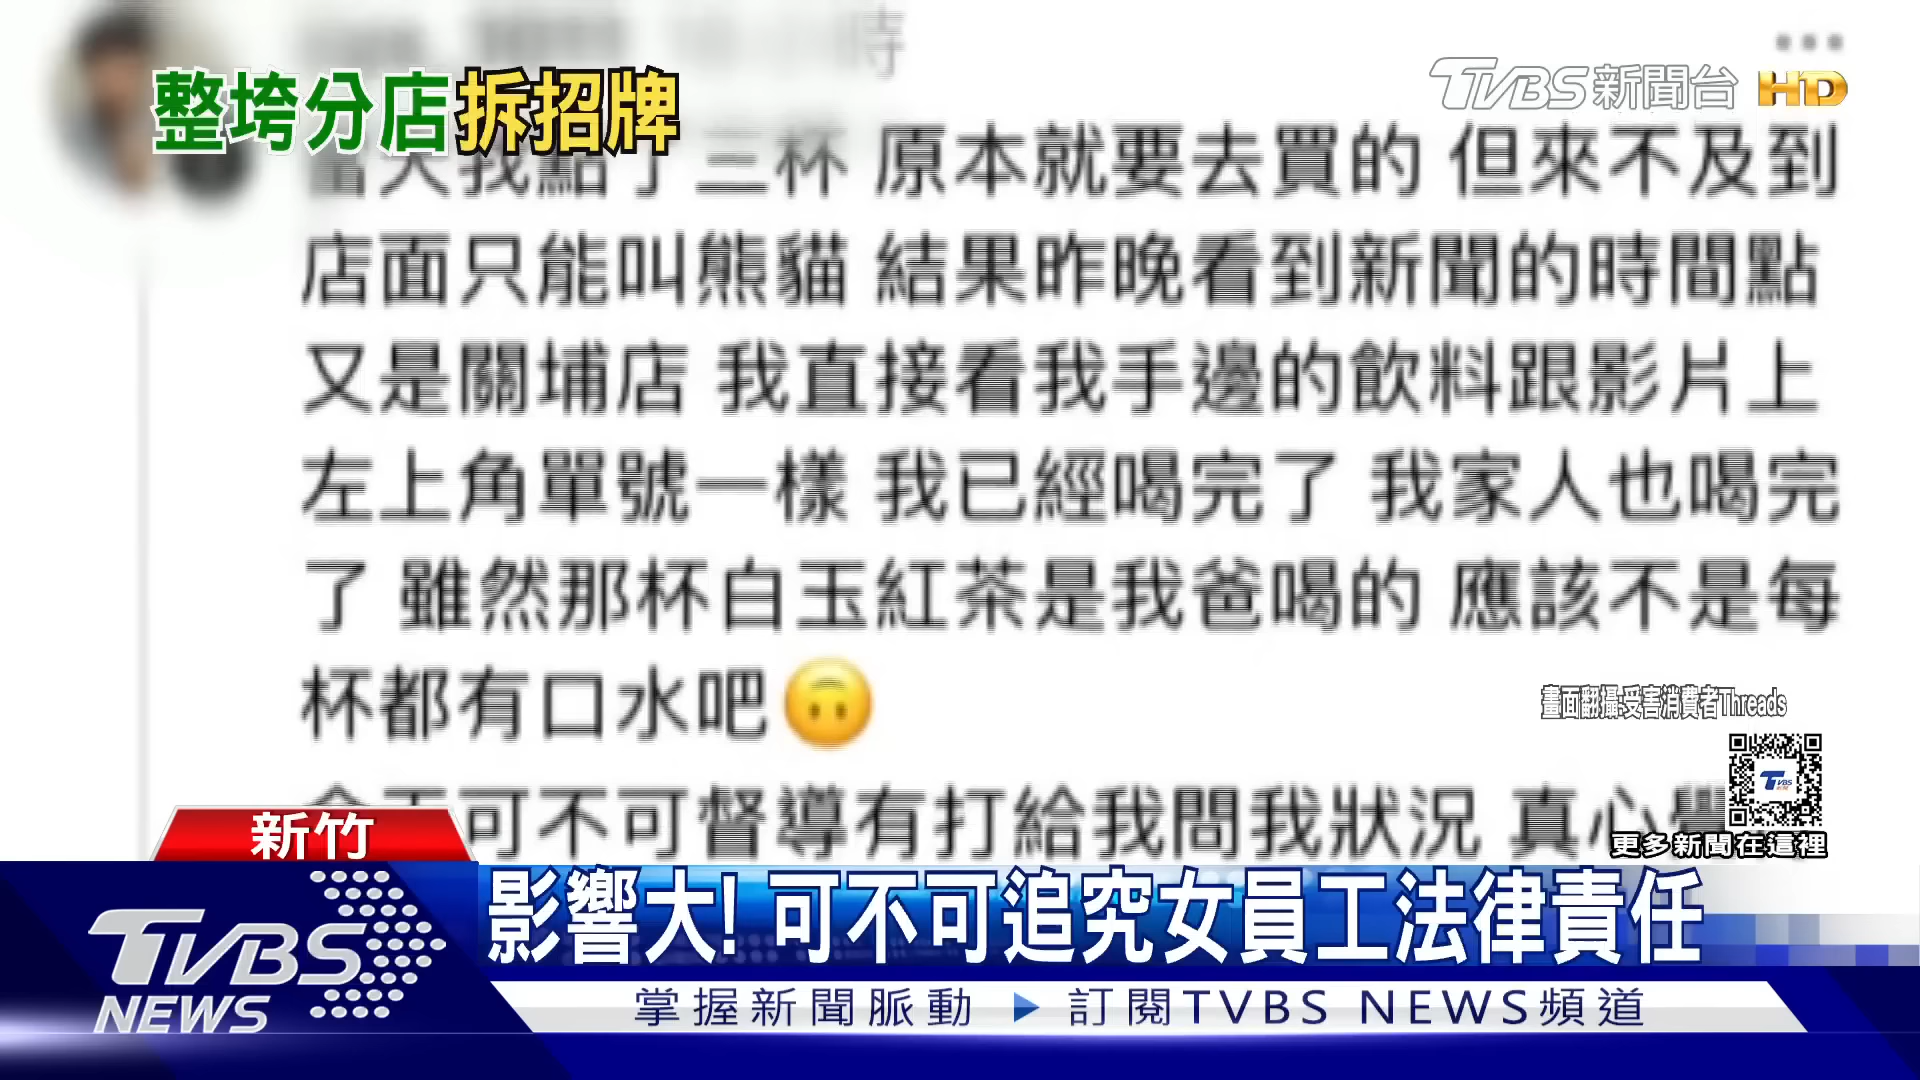 整垮分店拆招牌
TVBS新聞台 HD
當天我點了三杯 原本就要去買的 但來不及到
店面只能叫熊貓 結果昨晚看到新聞的時間點
又是關埔店 我直接看我手邊的飲料跟影片上
左上角單號一樣 我已經喝完了 我家人也喝完
了 雖然那杯白玉紅茶是我爸喝的 應該不是每
杯都有口水吧🙃
畫面翻攝:受害消費者Threads
TVBS
可不可督導有打給我問我狀況 真心覺
更多新聞在這裡
新竹
影響大! 可不可追究女員工法律責任
TVBS NEWS
掌握新聞脈動 ▶ 訂閱TVBS NEWS頻道